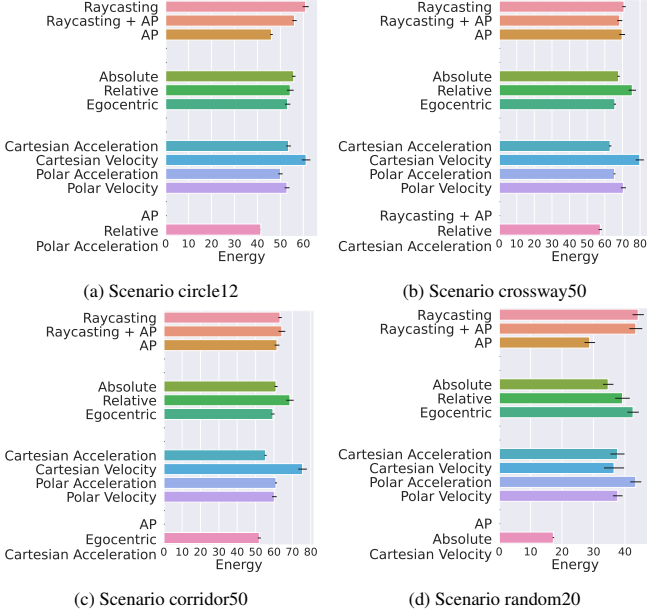 Raycasting
Raycasting + AP
AP
Absolute
Relative
Egocentric
Cartesian Acceleration
Cartesian Velocity
Polar Acceleration
Polar Velocity
AP
Relative
Polar Acceleration
0 10 20 30 40 50 60
Energy
(a) Scenario circle12
Raycasting
Raycasting + AP
AP
Absolute
Relative
Egocentric
Cartesian Acceleration
Cartesian Velocity
Polar Acceleration
Polar Velocity
Raycasting + AP
Relative
Cartesian Acceleration
0 10 20 30 40 50 60 70 80
Energy
(b) Scenario crossway50
Raycasting
Raycasting + AP
AP
Absolute
Relative
Egocentric
Cartesian Acceleration
Cartesian Velocity
Polar Acceleration
Polar Velocity
AP
Egocentric
Cartesian Acceleration
0 10 20 30 40 50 60 70 80
Energy
(c) Scenario corridor50
Raycasting
Raycasting + AP
AP
Absolute
Relative
Egocentric
Cartesian Acceleration
Cartesian Velocity
Polar Acceleration
Polar Velocity
AP
Absolute
Cartesian Velocity
0 10 20 30 40
Energy
(d) Scenario random20